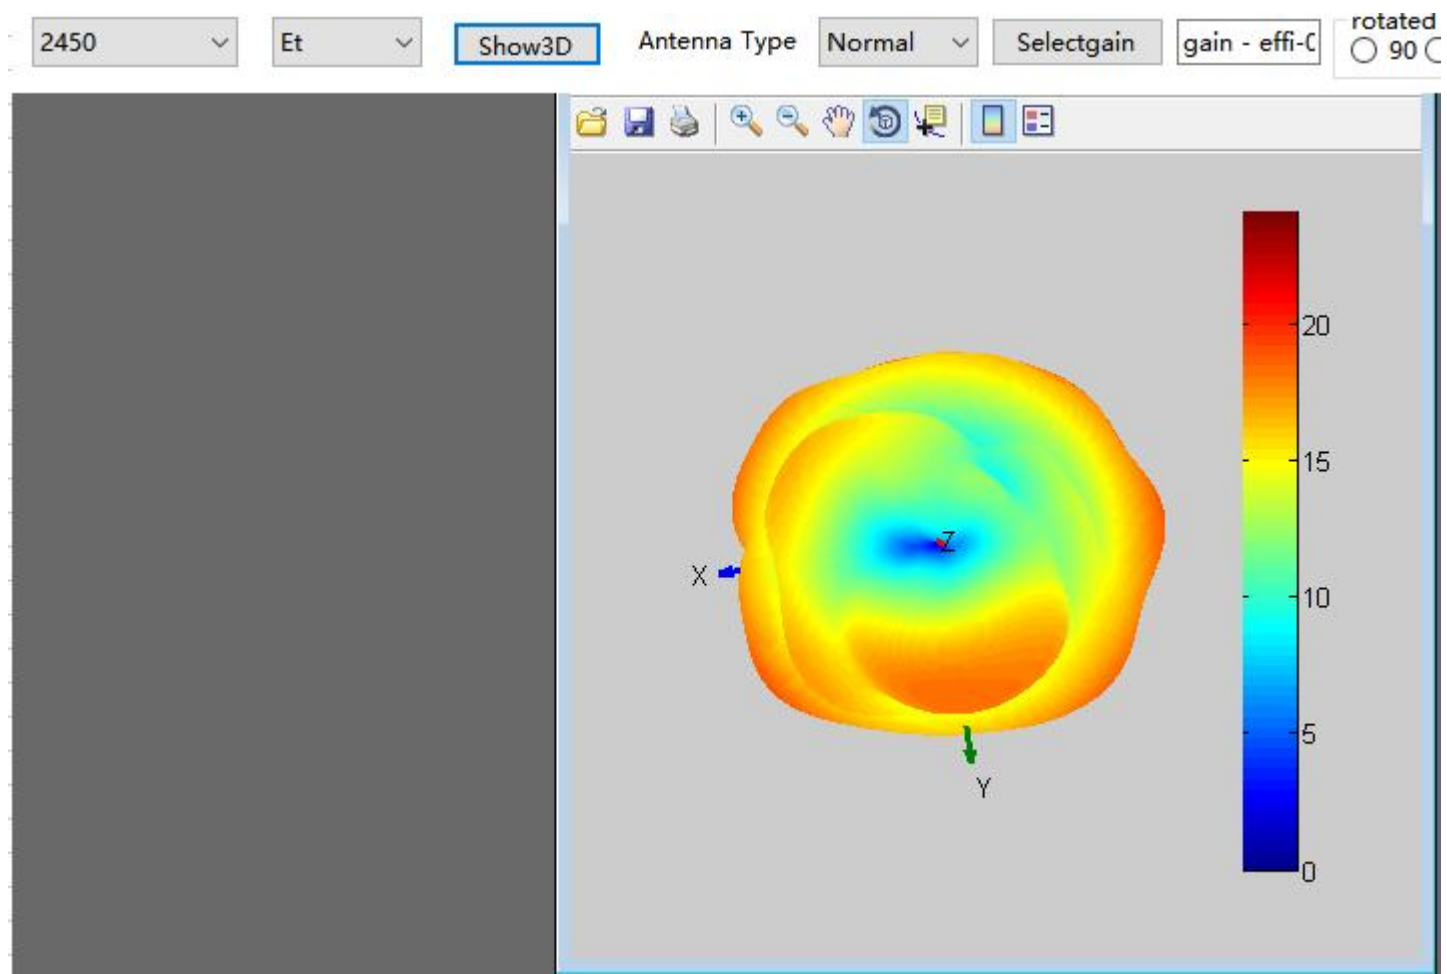 2450
Et
Show3D
Antenna Type
Normal
Selectgain
gain - effi-
rotated
90
20
15
10
5
0
Z
X
Y